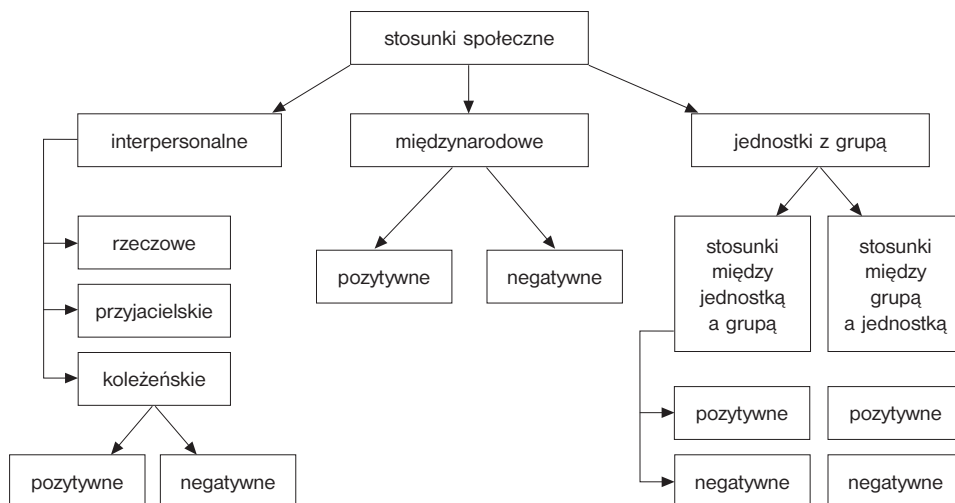 stosunki społeczne
interpersonalne
międzynarodowe
jednostki z grupą
rzeczowe
przyjacielskie
koleżeńskie
pozytywne
negatywne
pozytywne
negatywne
stosunki
między
jednostką
a grupą
stosunki
między
grupą
a jednostką
pozytywne
pozytywne
negatywne
negatywne